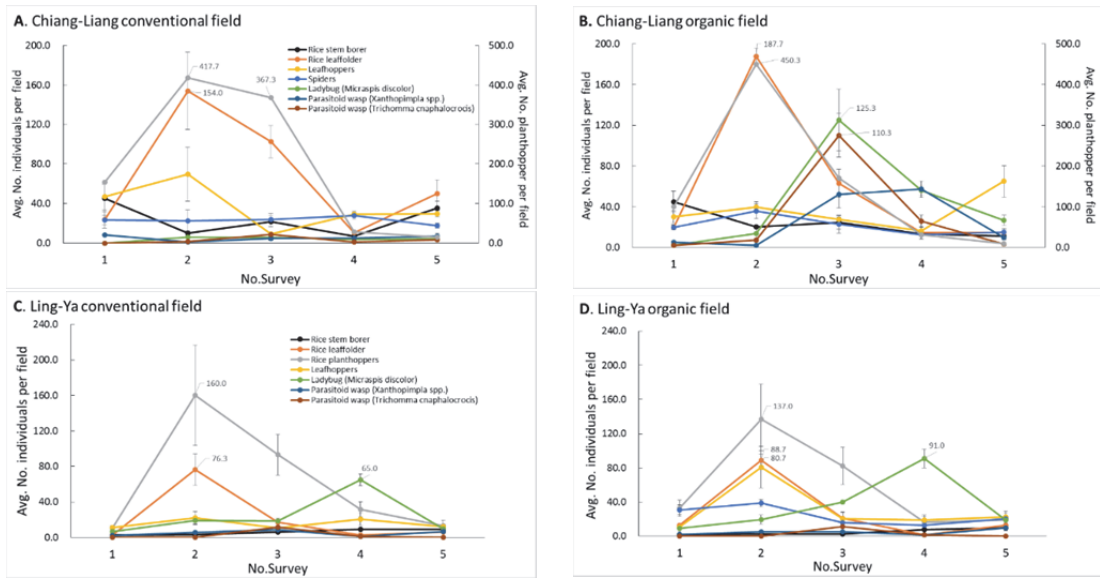 A. Chiang-Liang conventional field
Avg. No. individuals per field
200.0
160.0
120.0
80.0
40.0
0.0
417.7
154.0
367.3
Rice stem borer
Rice leaffolder
Leafhoppers
Spiders
Ladybug (Micraspis discolor)
Parasitoid wasp (Xanthopimpla spp.)
Parasitoid wasp (Trichomma cnaphalocrocis)
500.0
400.0
300.0
200.0
100.0
0.0
Avg. No. planthopper per field
1 2 3 4 5
No.Survey
B. Chiang-Liang organic field
Avg. No. individuals per field
200.0
160.0
120.0
80.0
40.0
0.0
187.7
450.3
125.3
110.3
500.0
400.0
300.0
200.0
100.0
0.0
Avg. No. planthopper per field
1 2 3 4 5
No.Survey
C. Ling-Ya conventional field
Avg. No. individuals per field
240.0
200.0
160.0
120.0
80.0
40.0
0.0
160.0
76.3
65.0
Rice stem borer
Rice leaffolder
Rice planthoppers
Leafhoppers
Ladybug (Micraspis discolor)
Parasitoid wasp (Xanthopimpla spp.)
Parasitoid wasp (Trichomma cnaphalocrocis)
1 2 3 4 5
No.Survey
D. Ling-Ya organic field
Avg. No. individuals per field
240.0
200.0
160.0
120.0
80.0
40.0
0.0
137.0
88.7
80.7
91.0
1 2 3 4 5
No.Survey